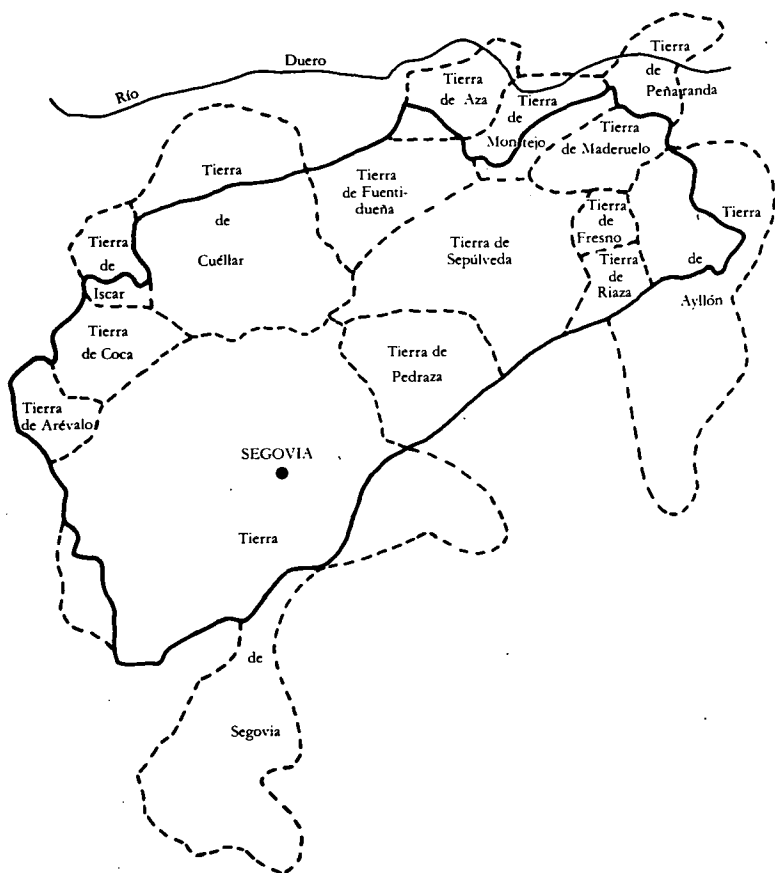 Río
Duero
Tierra
de Aza
Tierra
de
Montejo
Tierra
de
Peñaranda
Tierra
de Maderuelo
Tierra
de
Cuéllar
Tierra
de Fuenti-
dueña
Tierra de
Sepúlveda
Tierra
de
Fresno
Tierra
de
Riaza
Tierra
de
Ayllón
Tierra
de
Iscar
Tierra
de Coca
Tierra
de Arévalo
Tierra de
Pedraza
SEGOVIA
Tierra
de
Segovia